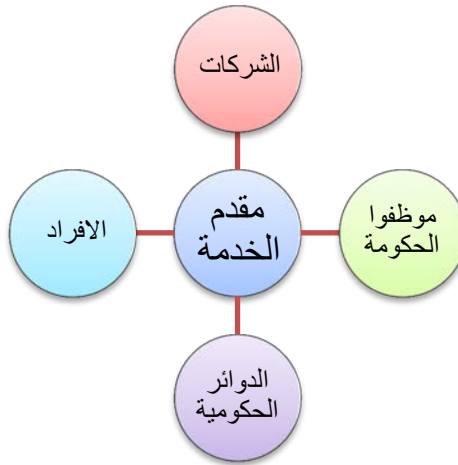 الشركات
موظفوا
الحكومة
مقدم
الخدمة
الافراد
الدوائر
الحكومية